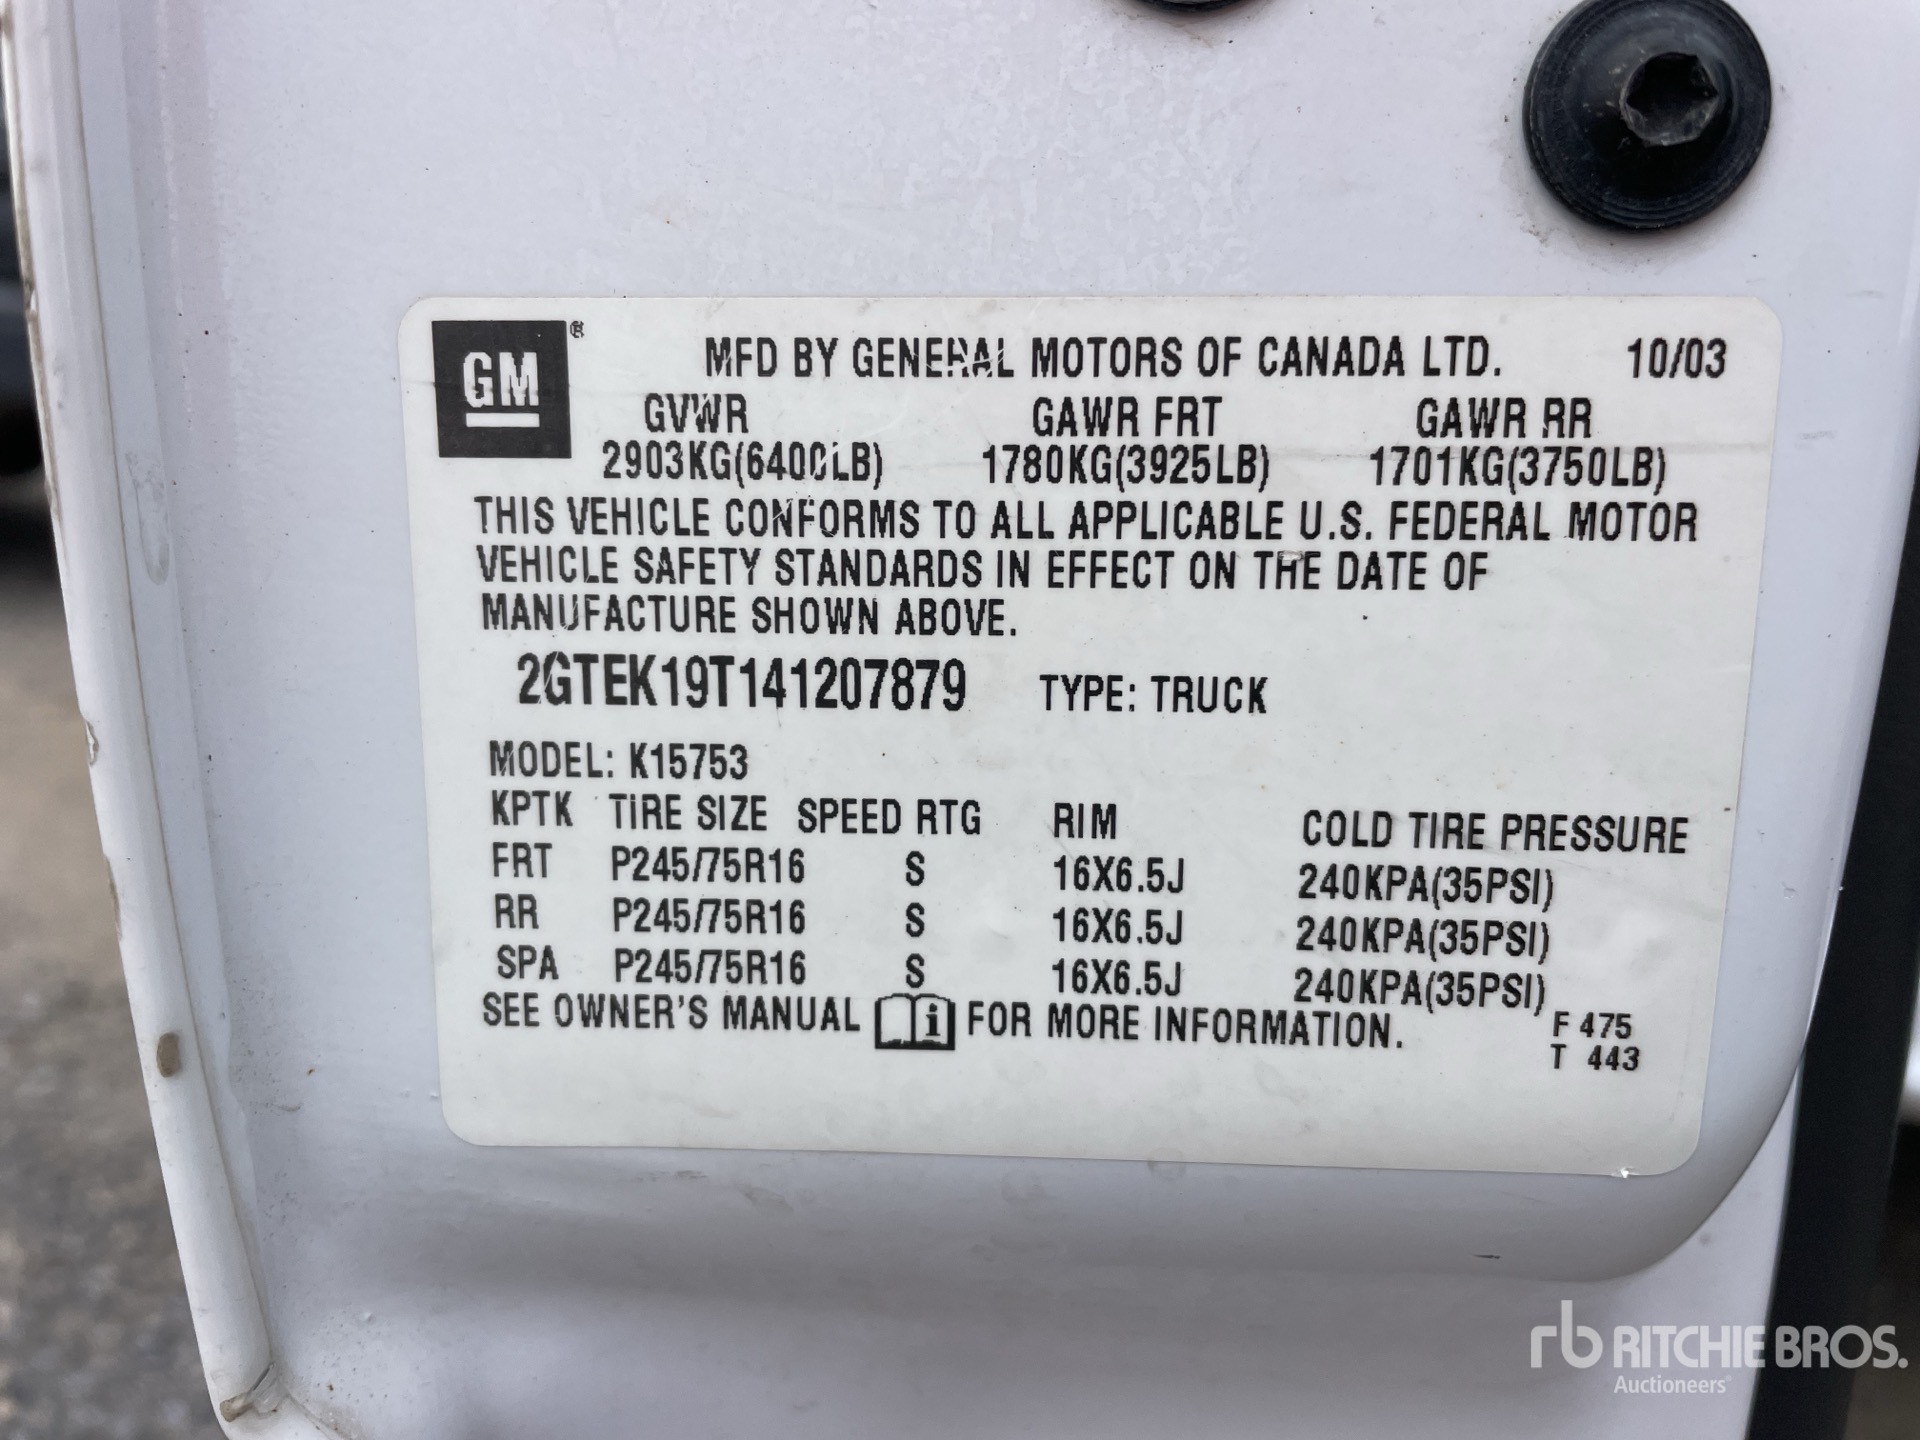 GM ®
MFD BY GENERAL MOTORS OF CANADA LTD. 10/03
GVWR GAWR FRT GAWR RR
2903KG(6400LB) 1780KG(3925LB) 1701KG(3750LB)
THIS VEHICLE CONFORMS TO ALL APPLICABLE U.S. FEDERAL MOTOR
VEHICLE SAFETY STANDARDS IN EFFECT ON THE DATE OF
MANUFACTURE SHOWN ABOVE.
2GTEK19T141207879 TYPE: TRUCK
MODEL: K15753
KPTK TIRE SIZE SPEED RTG RIM COLD TIRE PRESSURE
FRT P245/75R16 S 16X6.5J 240KPA(35PSI)
RR P245/75R16 S 16X6.5J 240KPA(35PSI)
SPA P245/75R16 S 16X6.5J 240KPA(35PSI)
SEE OWNER'S MANUAL i FOR MORE INFORMATION.
F 475
T 443
rb RITCHIE BROS.
Auctioneers